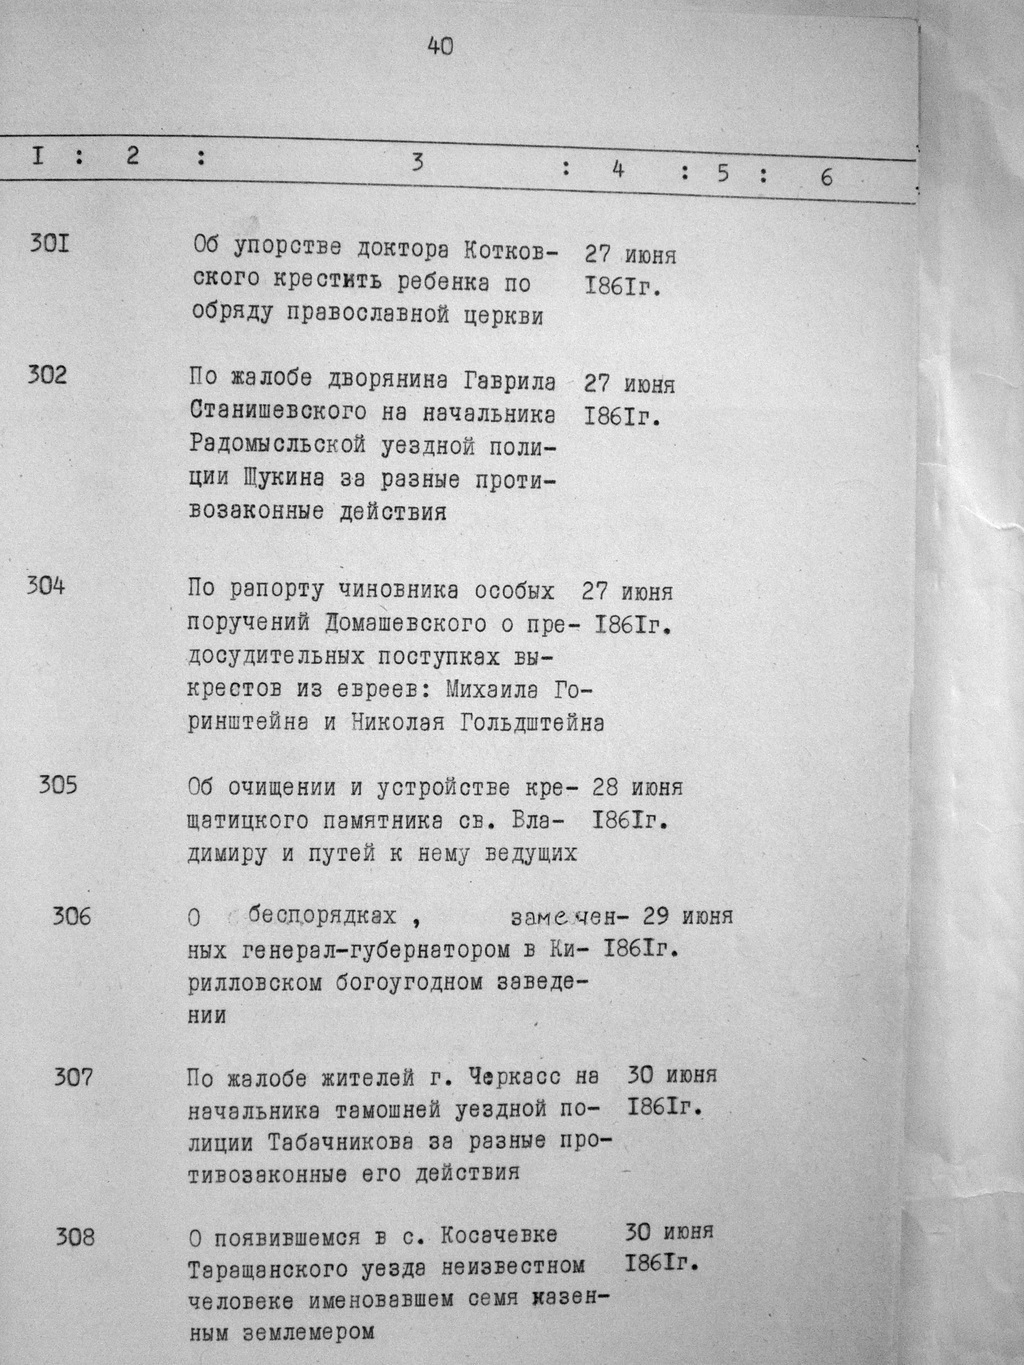 40
I : 2 : 3 : 4 : 5 : 6
30I Об упорстве доктора Котков- 27 июня
ского крестить ребенка по I86Iг.
обряду православной церкви
302 По жалобе дворянина Гаврила 27 июня
Станишевского на начальника I86Iг.
Радомысльской уездной поли-
ции Щукина за разные проти-
возаконные действия
304 По рапорту чиновника особых 27 июня
поручений Домашевского о пре- I86Iг.
досудительных поступках вы-
крестов из евреев: Михаила Го-
ринштейна и Николая Гольдштейна
305 Об очищении и устройстве кре- 28 июня
щатицкого памятника св. Вла- I86Iг.
димиру и путей к нему ведущих
306 О беспорядках , замечен- 29 июня
ных генерал-губернатором в Ки- I86Iг.
рилловском богоугодном заведе-
нии
307 По жалобе жителей г. Черкасс на 30 июня
начальника тамошней уездной по- I86Iг.
лиции Табачникова за разные про-
тивозаконные его действия
308 О появившемся в с. Косачевке 30 июня
Таращанского уезда неизвестном I86Iг.
человеке именовавшем семя казен-
ным землемером